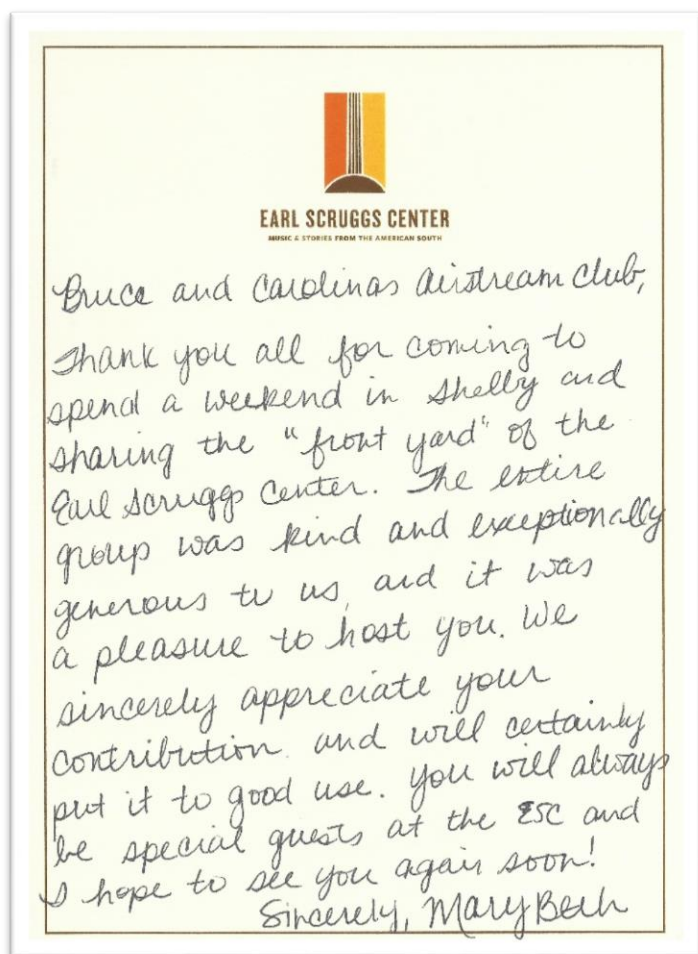 EARL SCRUGGS CENTER
MUSIC & STORIES FROM THE AMERICAN SOUTH
Bruce and Carolinas Airstream Club,
Thank you all for coming to
spend a weekend in Shelby and
sharing the "front yard" of the
Earl Scruggs Center. The entire
group was kind and exceptionally
generous to us, and it was
a pleasure to host you. We
sincerely appreciate your
contribution and will certainly
put it to good use. You will always
be special guests at the ESC and
I hope to see you again soon!
Sincerely, Mary Beth